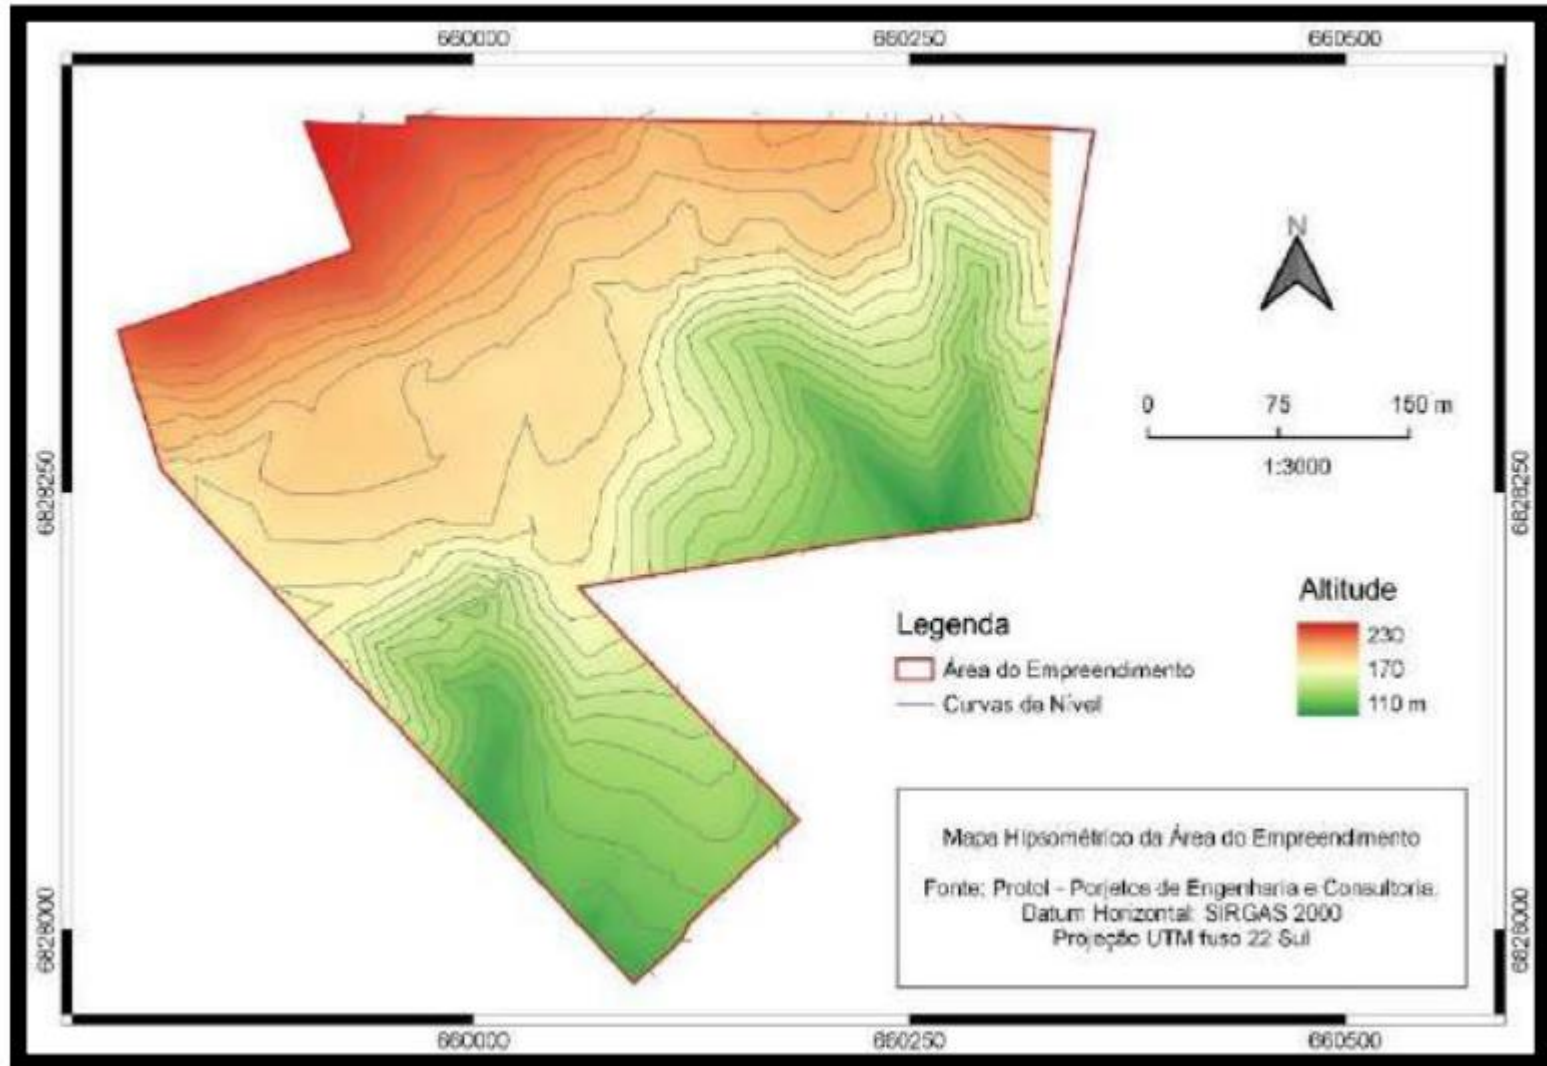 660000 660250 660500
N
0 75 150 m
1:3000
6828250 6828250
Altitude
230
170
110 m
Legenda
Área do Empreendimento
Curvas de Nível
Mapa Hipsométrico da Área do Empreendimento
Fonte: Protol - Porjetos de Engenharia e Consultoria.
Datum Horizontal: SIRGAS 2000
Projeção UTM fuso 22 Sul
6828000 6828000
660000 660250 660500